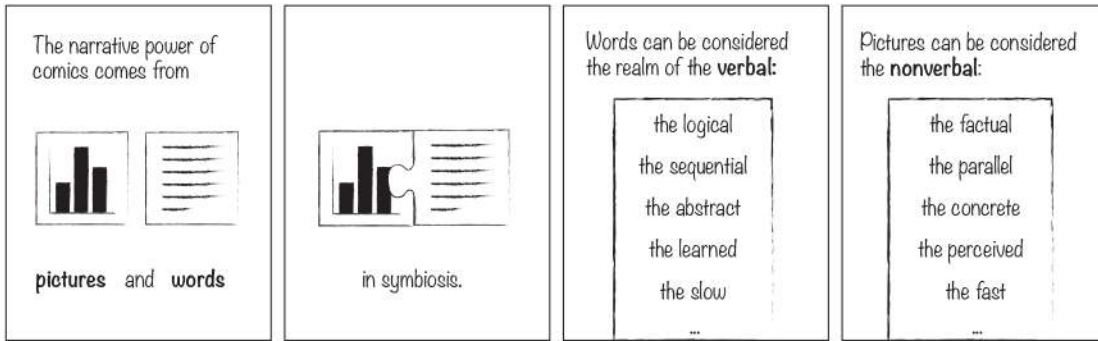 The narrative power of
comics comes from
pictures and words
in symbiosis.
Words can be considered
the realm of the verbal:
the logical
the sequential
the abstract
the learned
the slow
...
Pictures can be considered
the nonverbal:
the factual
the parallel
the concrete
the perceived
the fast
...